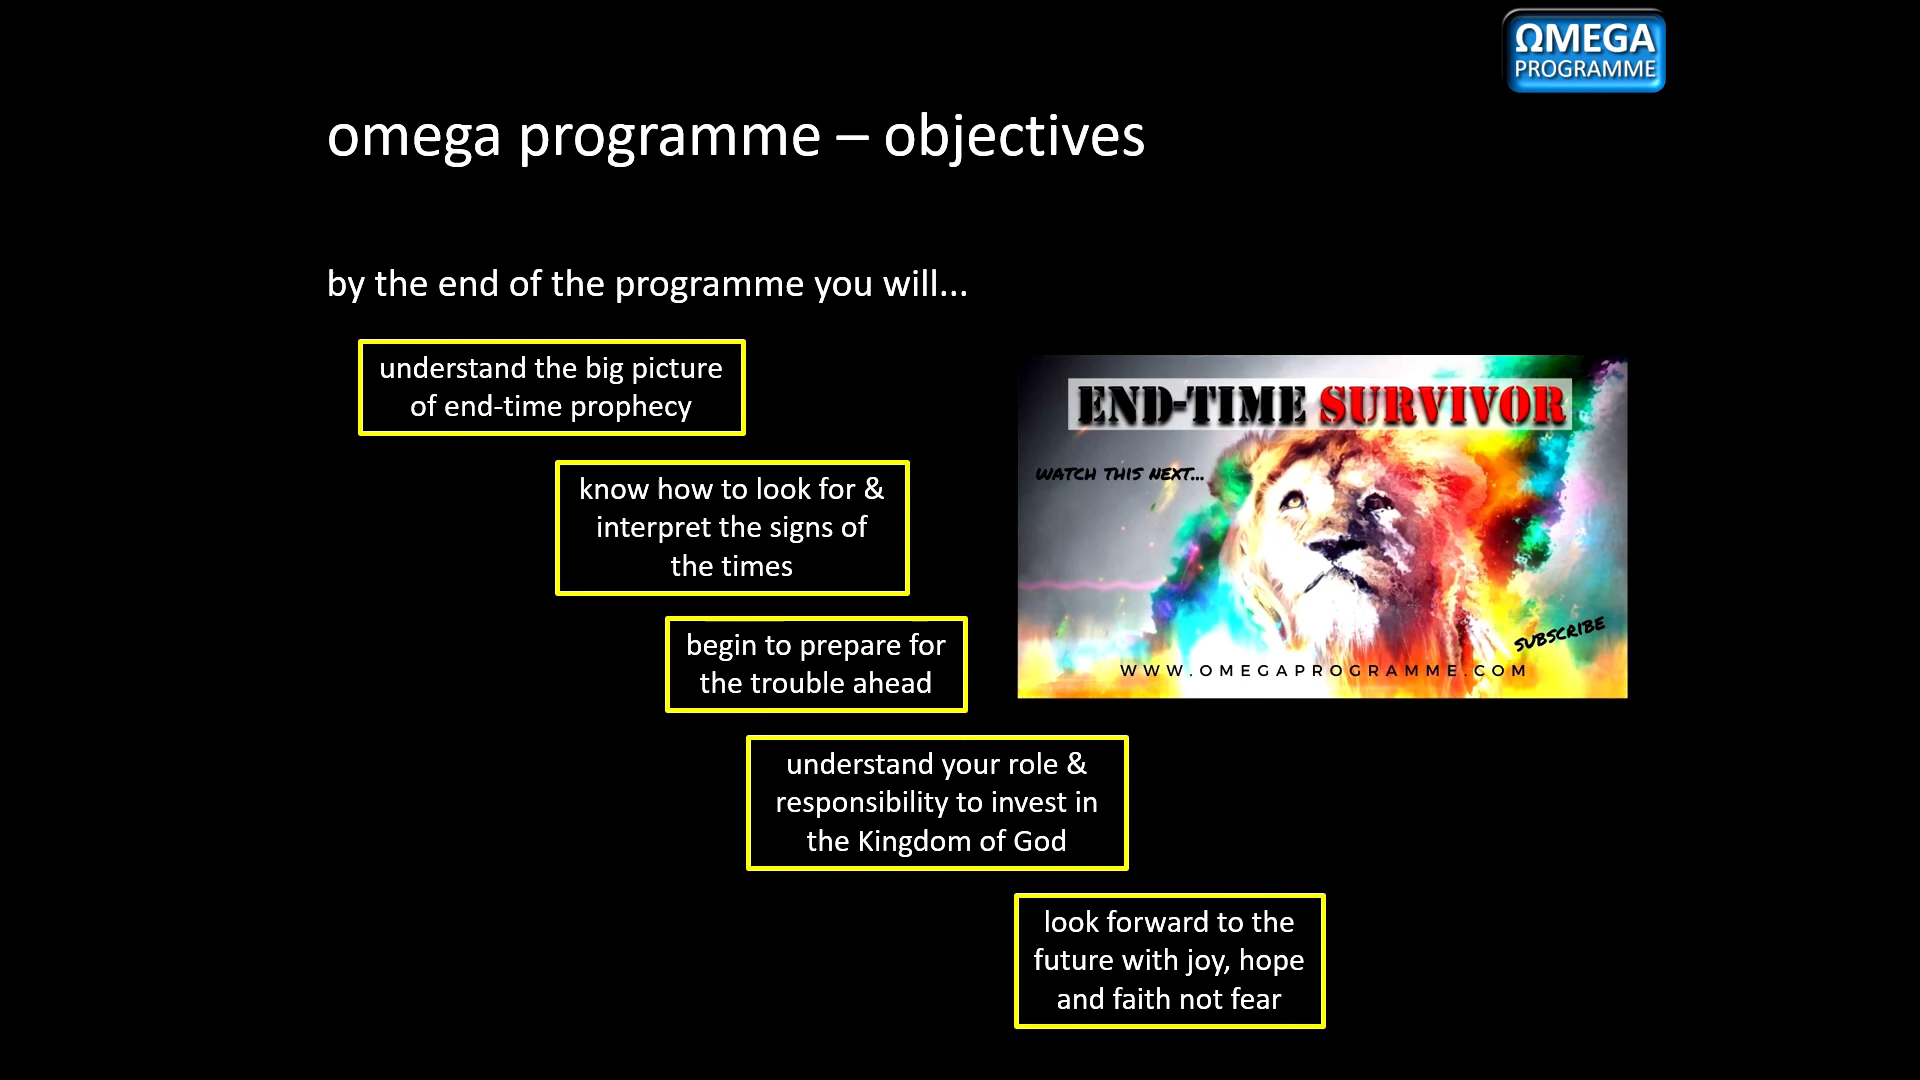 ΩMEGA
PROGRAMME
omega programme – objectives
by the end of the programme you will...
understand the big picture
of end-time prophecy
know how to look for &
interpret the signs of
the times
begin to prepare for
the trouble ahead
understand your role &
responsibility to invest in
the Kingdom of God
look forward to the
future with joy, hope
and faith not fear
END-TIME SURVIVOR
WATCH THIS NEXT...
SUBSCRIBE
WWW.OMEGAPROGRAMME.COM